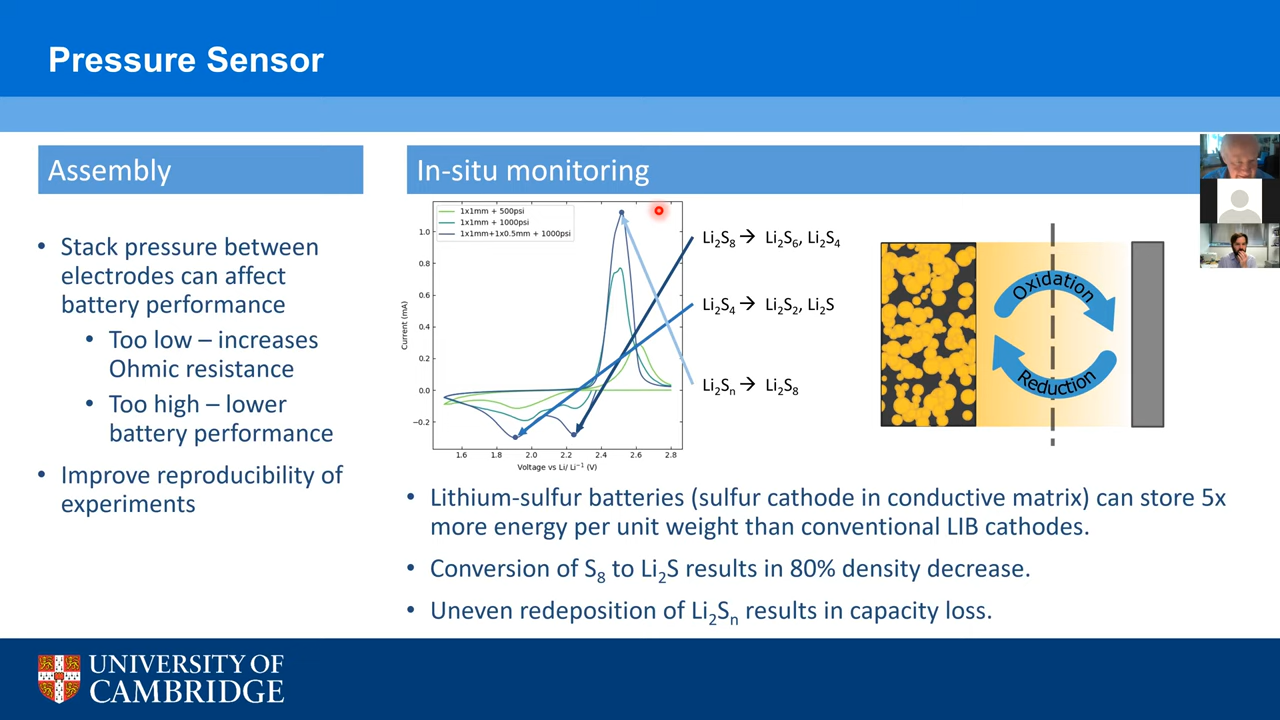 Pressure Sensor
Assembly
• Stack pressure between
electrodes can affect
battery performance
• Too low – increases
Ohmic resistance
• Too high – lower
battery performance
• Improve reproducibility of
experiments
In-situ monitoring
1x1mm + 500psi
1x1mm + 1000psi
1x1mm+1x0.5mm + 1000psi
Current (mA)
1.0
0.8
0.6
0.4
0.2
0.0
−0.2
1.6 1.8 2.0 2.2 2.4 2.6 2.8
Voltage vs Li/ Li⁻¹ (V)
Li₂S₈ → Li₂S₆, Li₂S₄
Li₂S₄ → Li₂S₂, Li₂S
Li₂Sₙ → Li₂S₈
Oxidation
Reduction
• Lithium-sulfur batteries (sulfur cathode in conductive matrix) can store 5x
more energy per unit weight than conventional LIB cathodes.
• Conversion of S₈ to Li₂S results in 80% density decrease.
• Uneven redeposition of Li₂Sₙ results in capacity loss.
UNIVERSITY OF
CAMBRIDGE